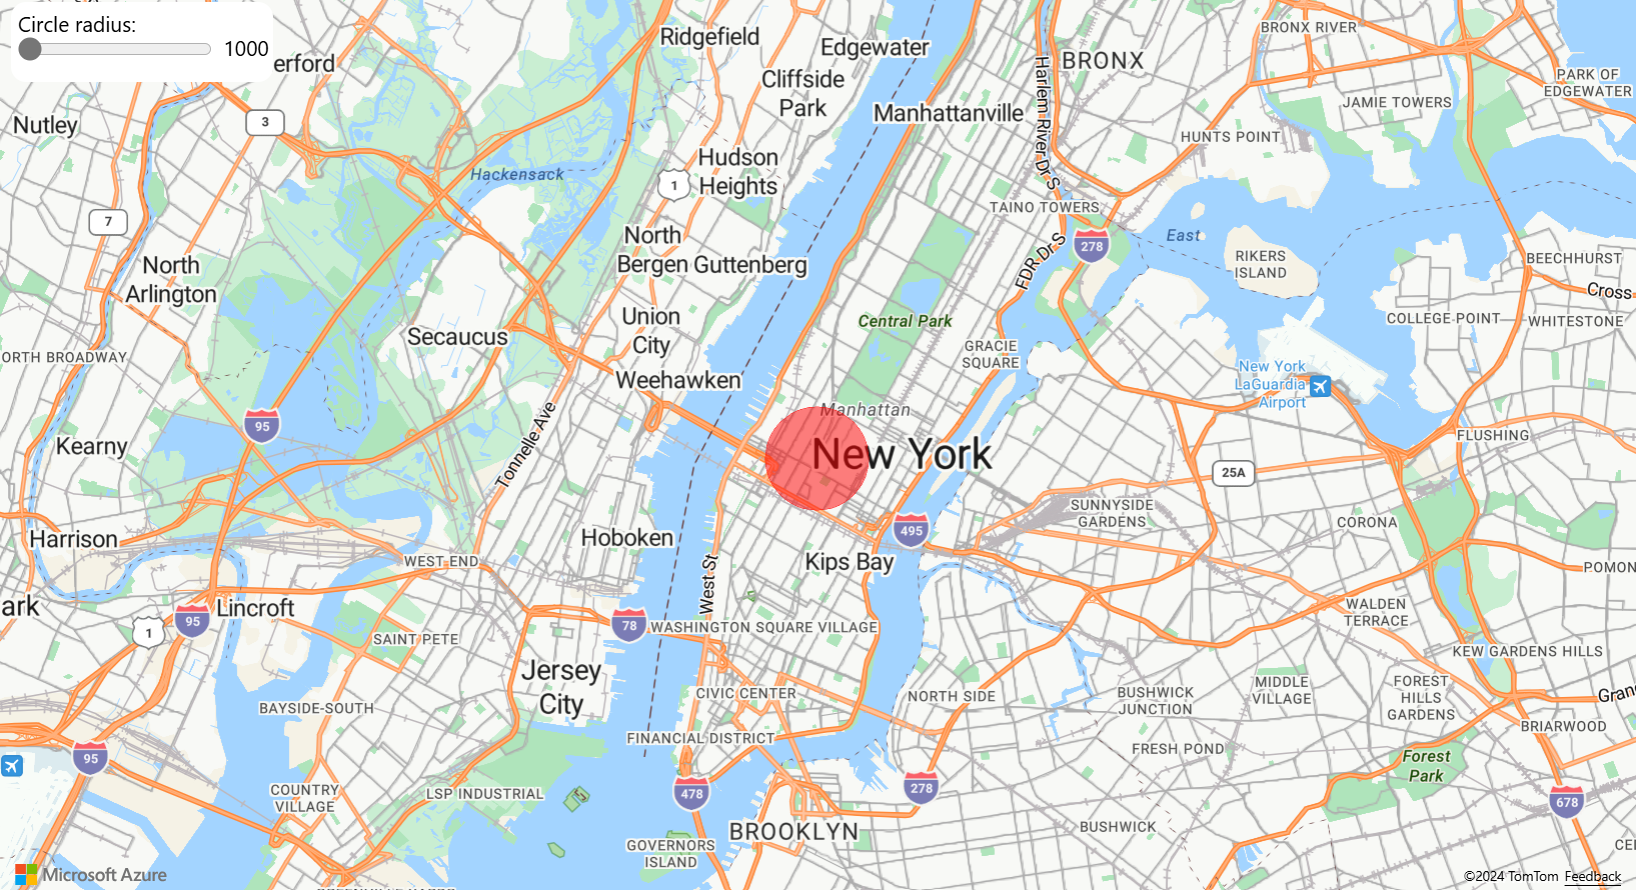 Circle radius:
1000
erford
Ridgefield
Edgewater
Cliffside
Park
BRONX
BRONX RIVER
PARK OF
EDGEWATER
JAMIE TOWERS
HUNTS POINT
Manhattanville
Harlem River Dr S
Nutley
3
Hackensack
Hudson
Heights
1
7
TAINO TOWERS
278
East
FDR Dr S
RIKERS
ISLAND
BEECHHURST
Cross
North
Bergen
Guttenberg
North
Arlington
Central Park
COLLEGE POINT
WHITESTONE
Union
City
Secaucus
GRACIE
SQUARE
ORTH BROADWAY
Weehawken
New York
LaGuardia
Airport
Manhattan
95
Tonnelle Ave
Kearny
New York
FLUSHING
25A
SUNNYSIDE
GARDENS
CORONA
495
Harrison
Hoboken
Kips Bay
WEST END
West St
POMON
ark
Lincroft
95
1
78
WASHINGTON SQUARE VILLAGE
WALDEN
TERRACE
SAINT PETE
KEW GARDENS HILLS
Jersey
City
CIVIC CENTER
NORTH SIDE
BUSHWICK
JUNCTION
MIDDLE
VILLAGE
FOREST
HILLS
GARDENS
Gran
BAYSIDE-SOUTH
BRIARWOOD
FINANCIAL DISTRICT
FRESH POND
Forest
Park
95
COUNTRY
VILLAGE
LSP INDUSTRIAL
478
278
678
BROOKLYN
BUSHWICK
GOVERNORS
ISLAND
CE
Microsoft Azure
©2024 TomTom Feedback